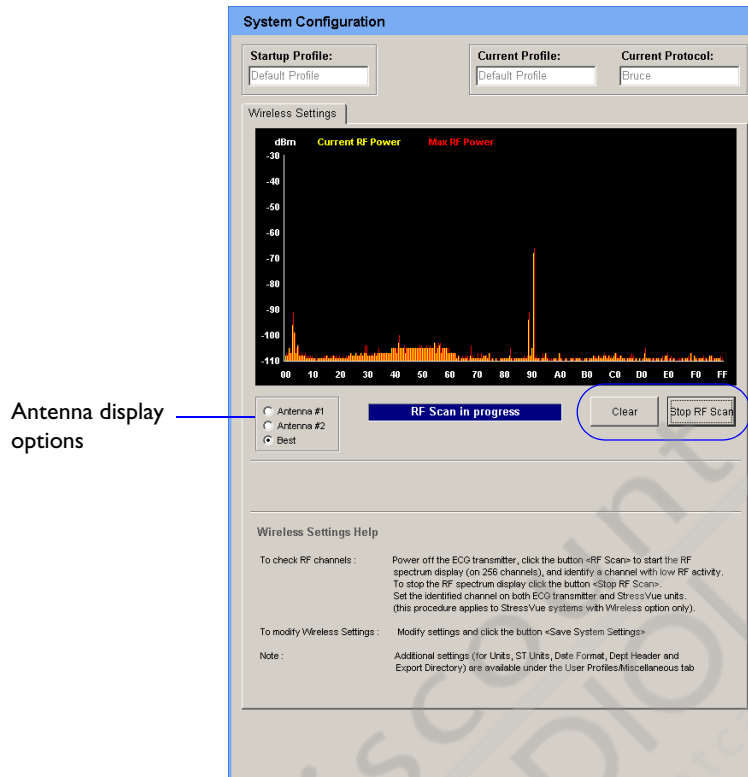 System Configuration
Startup Profile:
Default Profile
Current Profile:
Default Profile
Current Protocol:
Bruce
Wireless Settings
dBm Current RF Power Max RF Power
-30
-40
-50
-60
-70
-80
-90
-100
-110
00 10 20 30 40 50 60 70 80 90 A0 B0 C0 D0 E0 F0 FF
Antenna display
options
Antenna #1
Antenna #2
Best
RF Scan in progress
Clear
Stop RF Scan
Wireless Settings Help
To check RF channels : Power off the ECG transmitter, click the button <RF Scan> to start the RF
spectrum display (on 256 channels), and identify a channel with low RF activity.
To stop the RF spectrum display click the button <Stop RF Scan>.
Set the identified channel on both ECG transmitter and StressVue units.
(this procedure applies to StressVue systems with Wireless option only).
To modify Wireless Settings : Modify settings and click the button <Save System Settings>
Note : Additional settings (for Units, ST Units, Date Format, Dept Header and
Export Directory) are available under the User Profiles/Miscellaneous tab